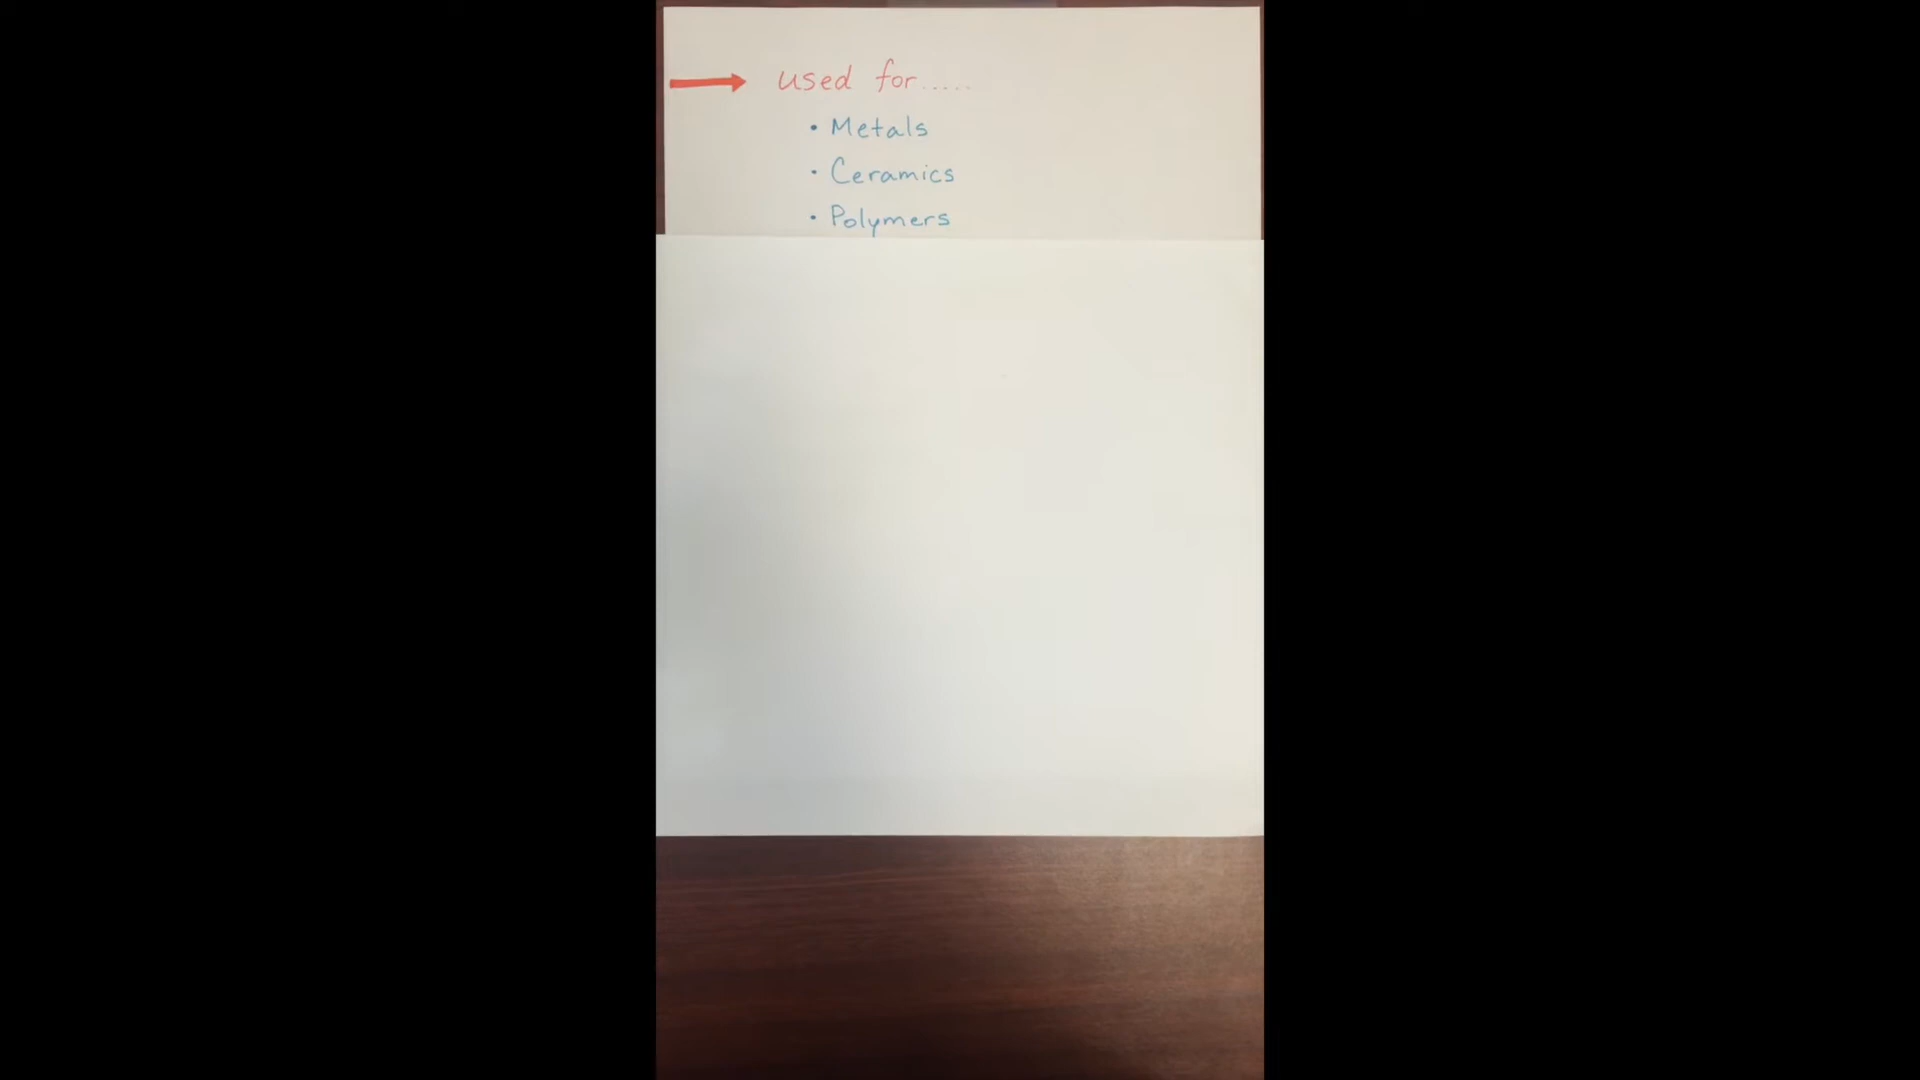 used for.....
• Metals
• Ceramics
• Polymers